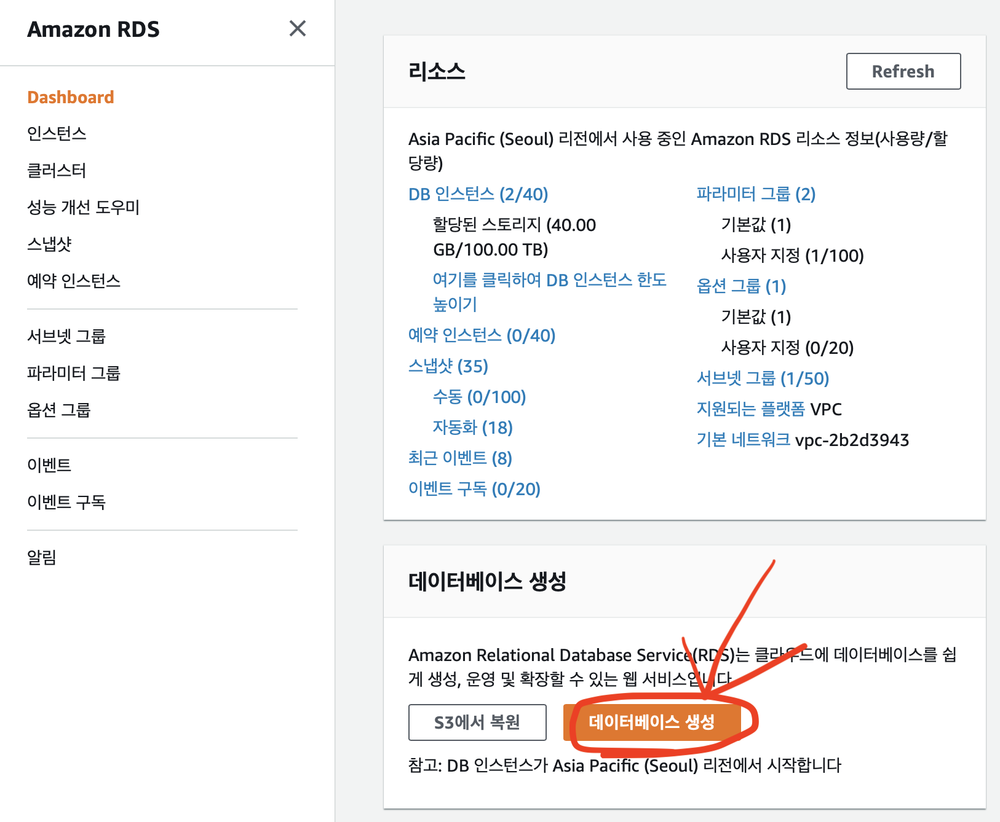 Amazon RDS
Dashboard
인스턴스
클러스터
성능 개선 도우미
스냅샷
예약 인스턴스
서브넷 그룹
파라미터 그룹
옵션 그룹
이벤트
이벤트 구독
알림
리소스
Refresh
Asia Pacific (Seoul) 리전에서 사용 중인 Amazon RDS 리소스 정보(사용량/할
당량)
DB 인스턴스 (2/40)
할당된 스토리지 (40.00
GB/100.00 TB)
여기를 클릭하여 DB 인스턴스 한도
높이기
예약 인스턴스 (0/40)
스냅샷 (35)
수동 (0/100)
자동화 (18)
최근 이벤트 (8)
이벤트 구독 (0/20)
파라미터 그룹 (2)
기본값 (1)
사용자 지정 (1/100)
옵션 그룹 (1)
기본값 (1)
사용자 지정 (0/20)
서브넷 그룹 (1/50)
지원되는 플랫폼 VPC
기본 네트워크 vpc-2b2d3943
데이터베이스 생성
Amazon Relational Database Service(RDS)는 클라우드에 데이터베이스를 쉽
게 생성, 운영 및 확장할 수 있는 웹 서비스입니다
S3에서 복원
데이터베이스 생성
참고: DB 인스턴스가 Asia Pacific (Seoul) 리전에서 시작합니다